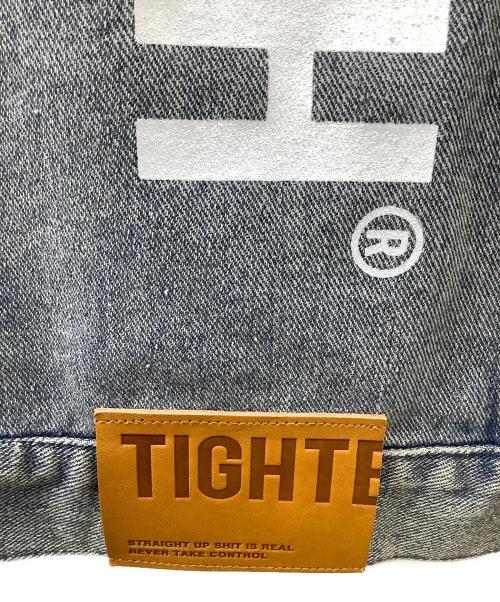 H
®
TIGHTE
STRAIGHT UP SHIT IS REAL
NEVER TAKE CONTROL